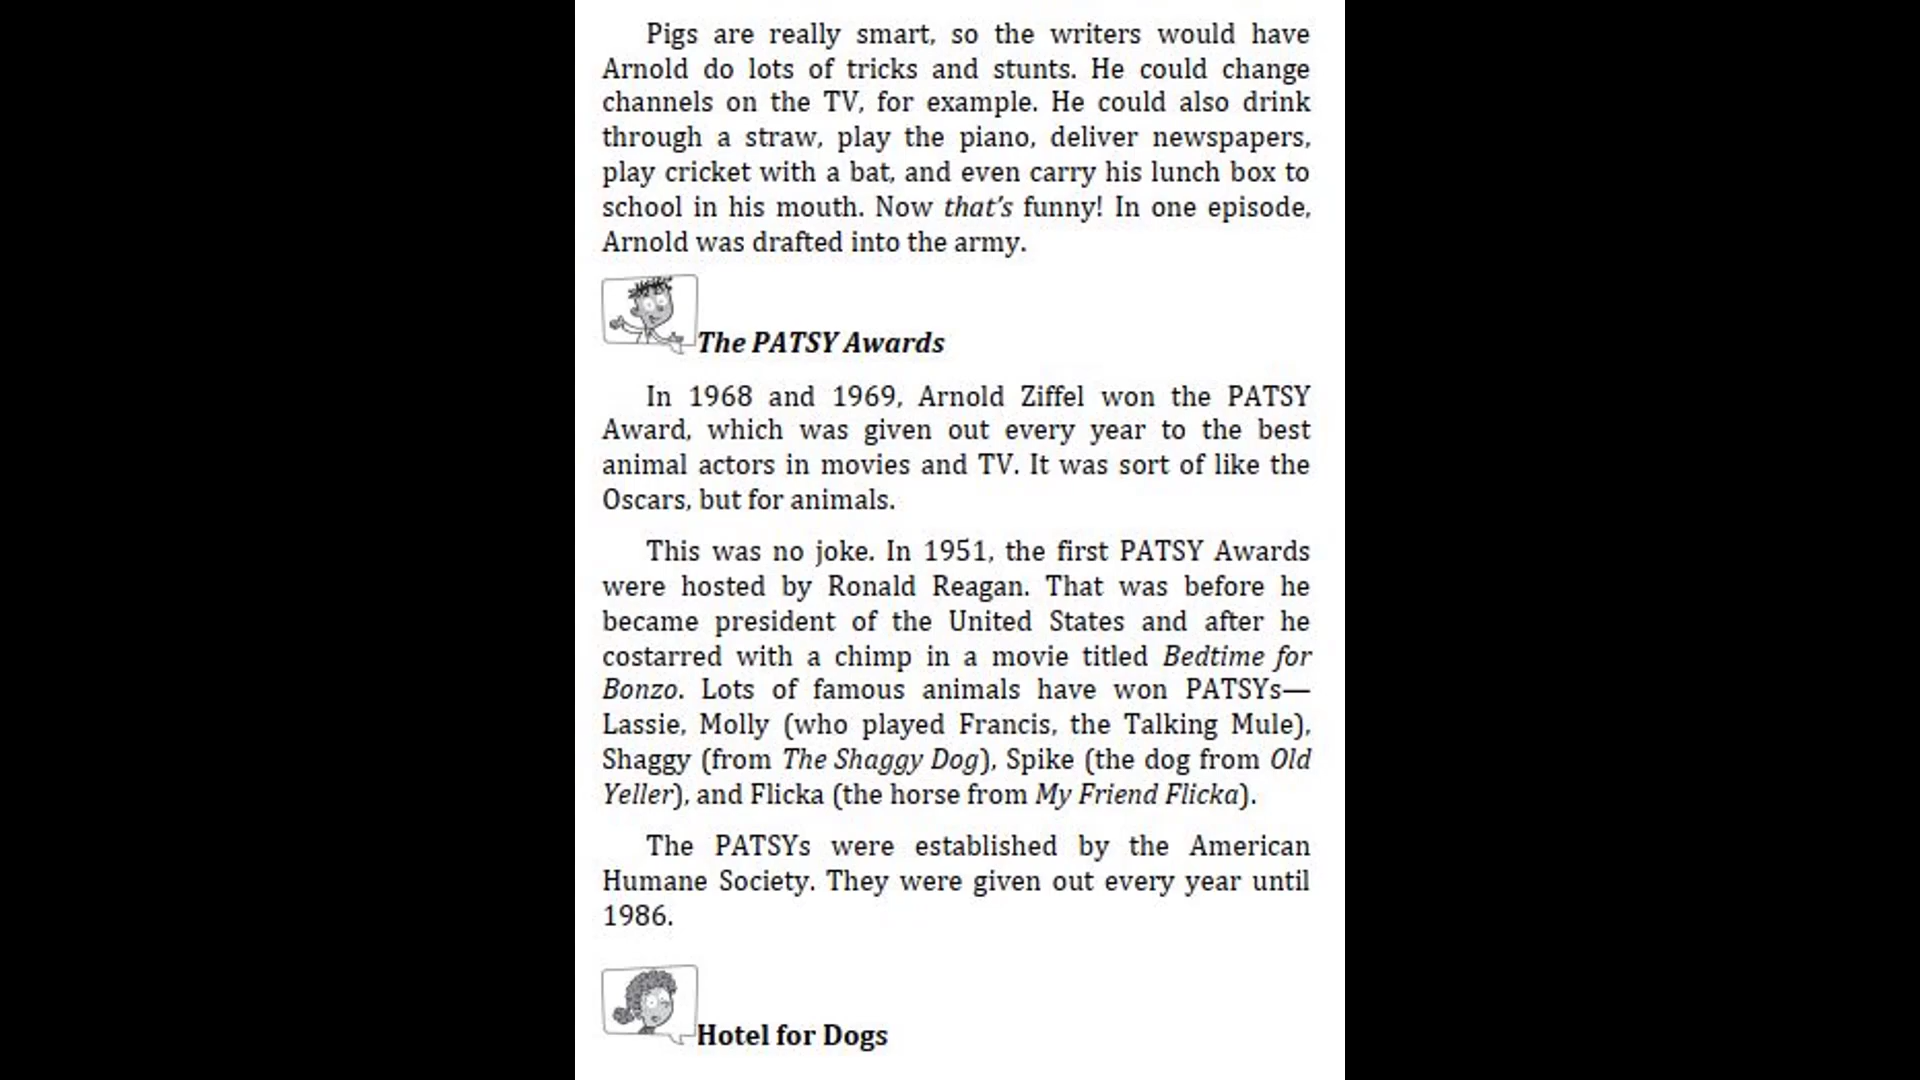 Pigs are really smart, so the writers would have
Arnold do lots of tricks and stunts. He could change
channels on the TV, for example. He could also drink
through a straw, play the piano, deliver newspapers,
play cricket with a bat, and even carry his lunch box to
school in his mouth. Now that's funny! In one episode,
Arnold was drafted into the army.
The PATSY Awards
In 1968 and 1969, Arnold Ziffel won the PATSY
Award, which was given out every year to the best
animal actors in movies and TV. It was sort of like the
Oscars, but for animals.
This was no joke. In 1951, the first PATSY Awards
were hosted by Ronald Reagan. That was before he
became president of the United States and after he
costarred with a chimp in a movie titled Bedtime for
Bonzo. Lots of famous animals have won PATSYs—
Lassie, Molly (who played Francis, the Talking Mule),
Shaggy (from The Shaggy Dog), Spike (the dog from Old
Yeller), and Flicka (the horse from My Friend Flicka).
The PATSYs were established by the American
Humane Society. They were given out every year until
1986.
Hotel for Dogs